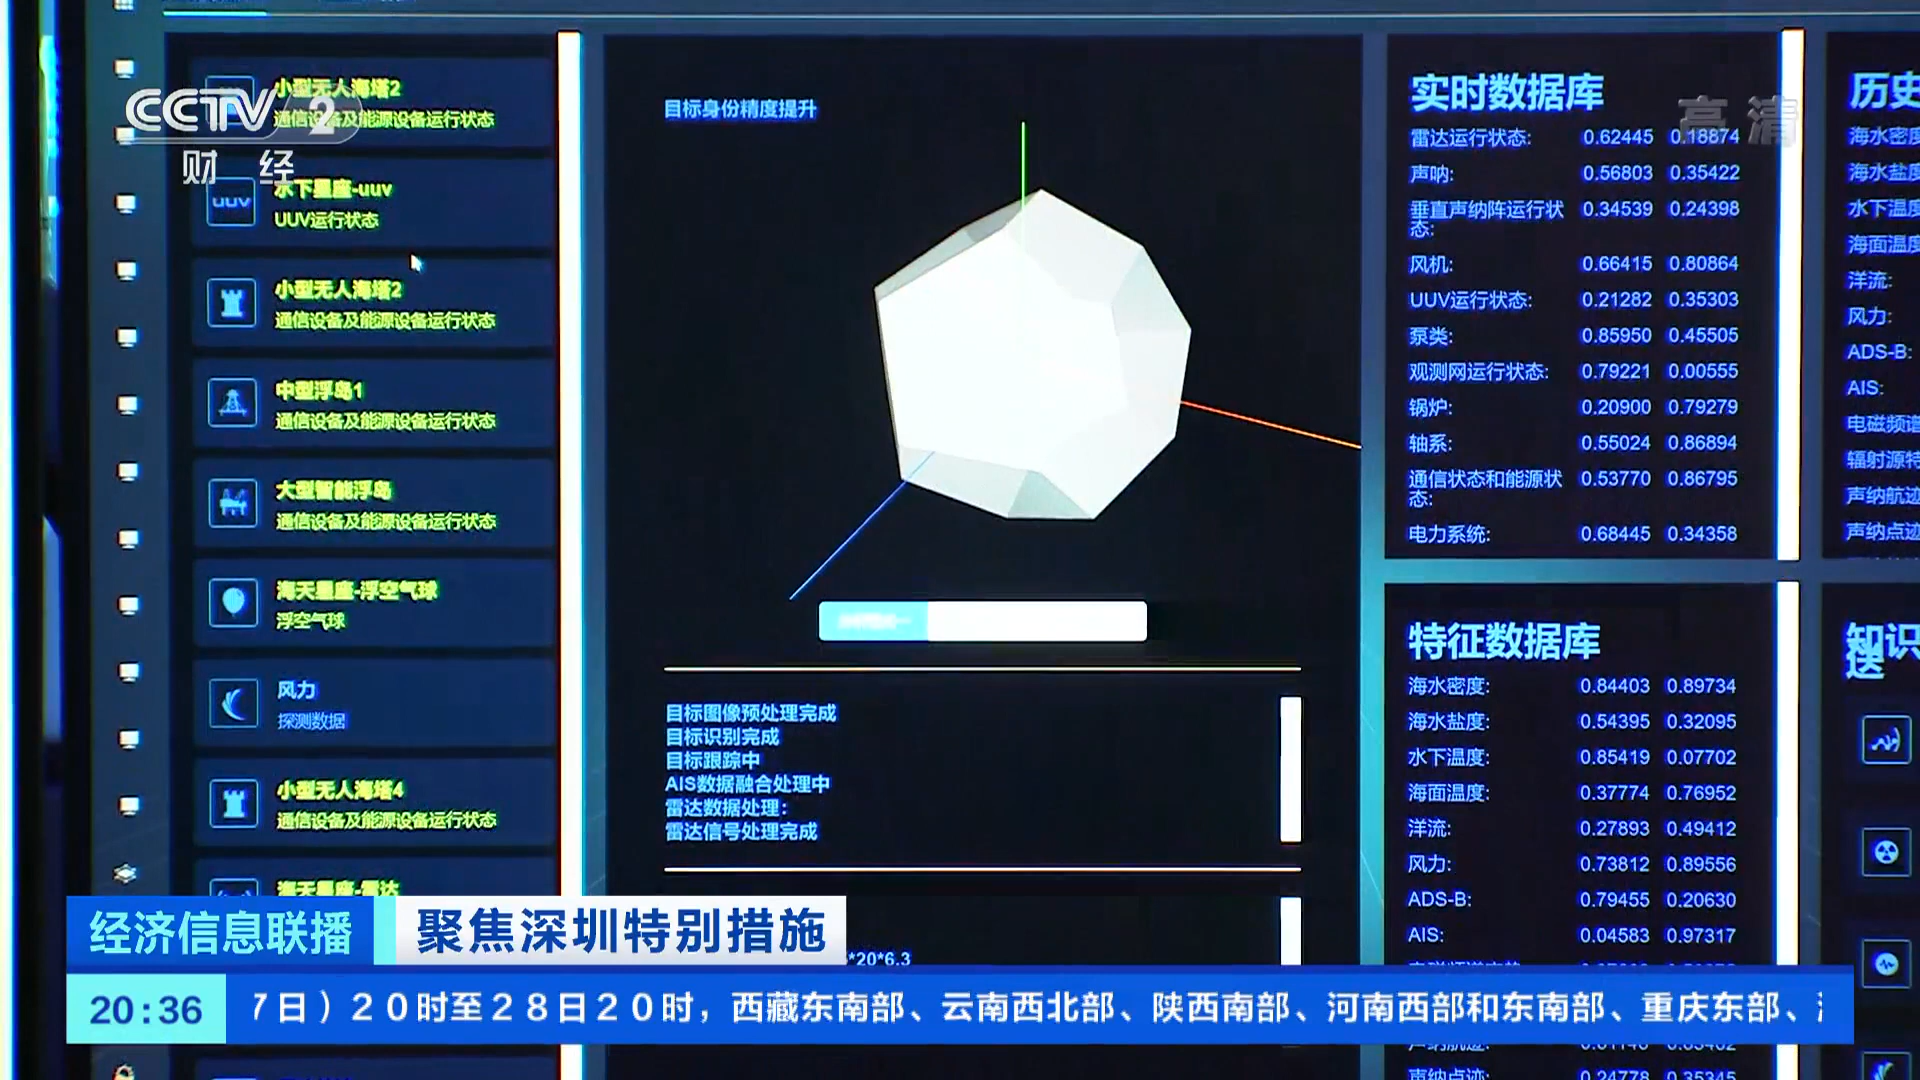 CCTV 2
财经
高清
小型无人海塔2
通信设备及能源设备运行状态
水下星座-uuv
UUV运行状态
小型无人海塔2
通信设备及能源设备运行状态
中型浮岛1
通信设备及能源设备运行状态
大型智能浮岛
通信设备及能源设备运行状态
海天星座-浮空气球
浮空气球
风力
探测数据
小型无人海塔4
通信设备及能源设备运行状态
海天星座-雷达
目标身份精度提升
目标图像预处理完成
目标识别完成
目标跟踪中
AIS数据融合处理中
雷达数据处理:
雷达信号处理完成
*20*6.3
实时数据库
雷达运行状态: 0.62445 0.18874
声呐: 0.56803 0.35422
垂直声纳阵运行状态: 0.34539 0.24398
风机: 0.66415 0.80864
UUV运行状态: 0.21282 0.35303
泵类: 0.85950 0.45505
观测网运行状态: 0.79221 0.00555
锅炉: 0.20900 0.79279
轴系: 0.55024 0.86894
通信状态和能源状态: 0.53770 0.86795
电力系统: 0.68445 0.34358
特征数据库
海水密度: 0.84403 0.89734
海水盐度: 0.54395 0.32095
水下温度: 0.85419 0.07702
海面温度: 0.37774 0.76952
洋流: 0.27893 0.49412
风力: 0.73812 0.89556
ADS-B: 0.79455 0.20630
AIS: 0.04583 0.97317
声纳点迹: 0.24778 0.35345
历史
海水密度
海水盐度
水下温度
海面温度
洋流:
风力:
ADS-B:
AIS:
电磁频谱
辐射源特
声纳航迹
声纳点迹
知识
送
经济信息联播
聚焦深圳特别措施
20:36
7日）20时至28日20时，西藏东南部、云南西北部、陕西南部、河南西部和东南部、重庆东部、